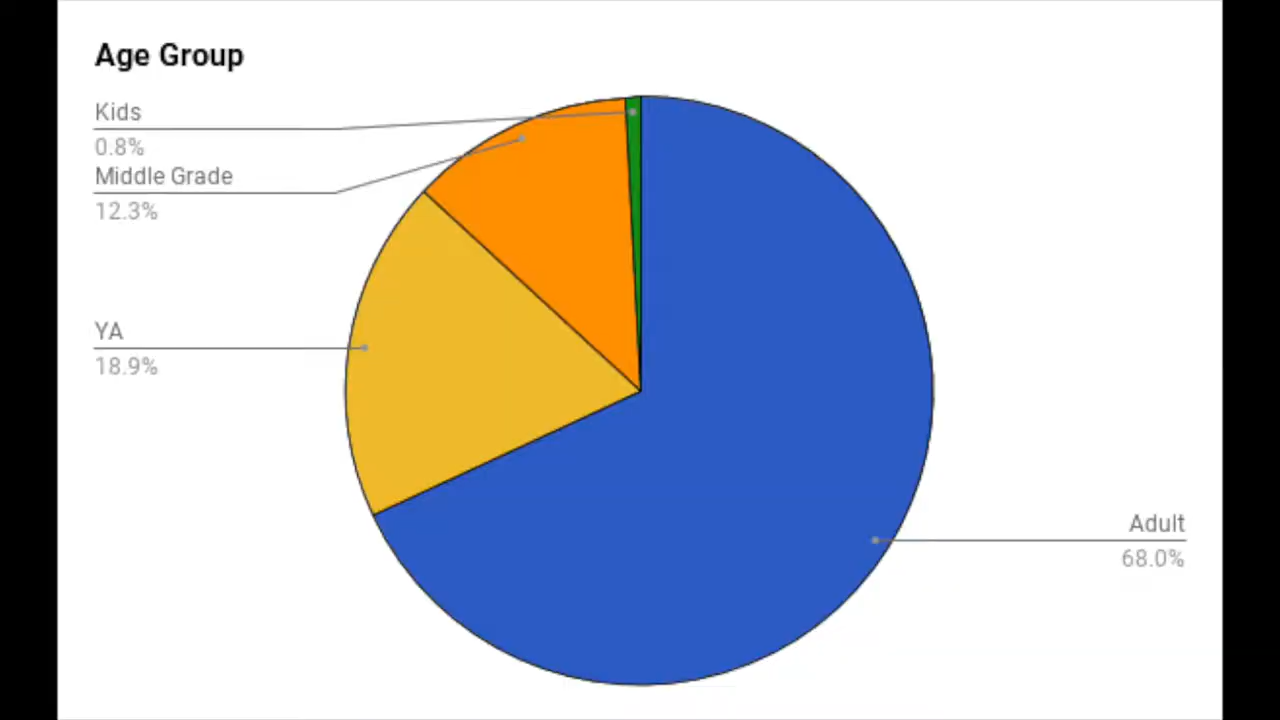 Age Group
Kids
0.8%
Middle Grade
12.3%
YA
18.9%
Adult
68.0%